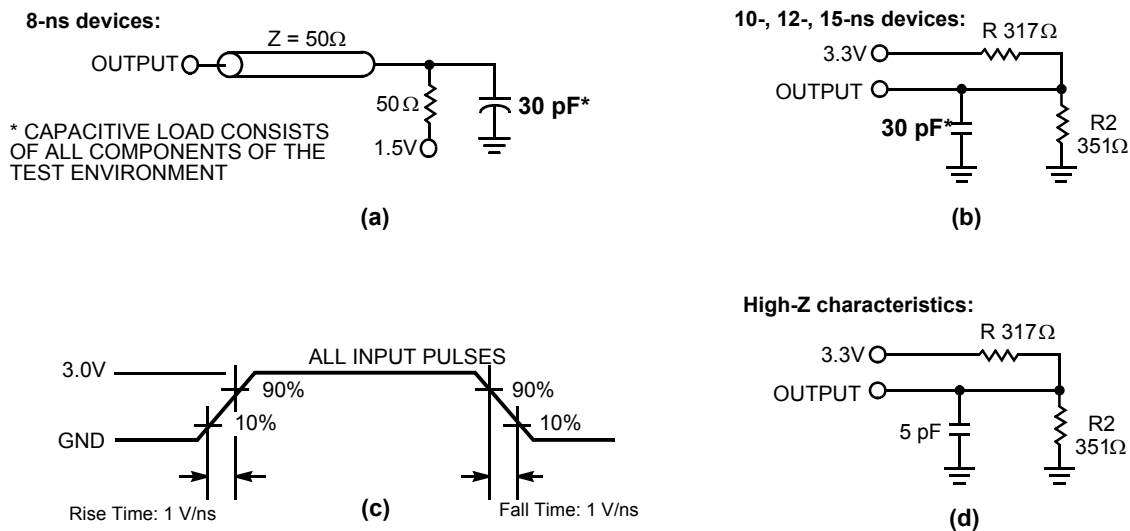 8-ns devices:
Z = 50Ω
OUTPUT
50Ω
30 pF*
1.5V
* CAPACITIVE LOAD CONSISTS
OF ALL COMPONENTS OF THE
TEST ENVIRONMENT
(a)
10-, 12-, 15-ns devices:
R 317Ω
3.3V
OUTPUT
30 pF*
R2
351Ω
(b)
ALL INPUT PULSES
3.0V
90%
90%
10%
10%
GND
Rise Time: 1 V/ns
(c)
Fall Time: 1 V/ns
High-Z characteristics:
R 317Ω
3.3V
OUTPUT
5 pF
R2
351Ω
(d)